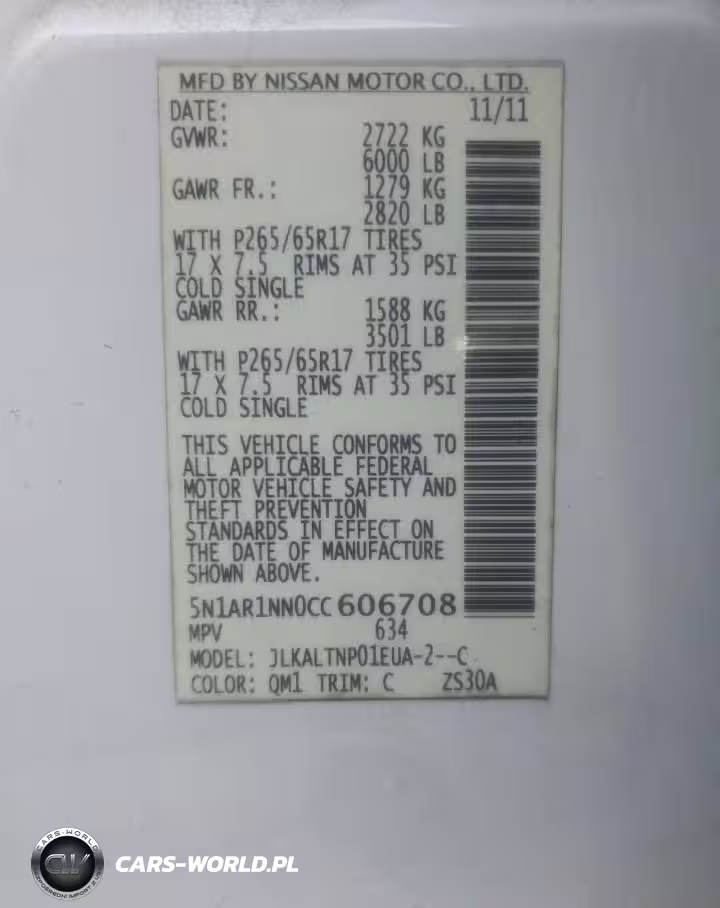 MFD BY NISSAN MOTOR CO., LTD.
DATE: 11/11
GVWR: 2722 KG
6000 LB
GAWR FR.: 1279 KG
2820 LB
WITH P265/65R17 TIRES
17 X 7.5 RIMS AT 35 PSI
COLD SINGLE
GAWR RR.: 1588 KG
3501 LB
WITH P265/65R17 TIRES
17 X 7.5 RIMS AT 35 PSI
COLD SINGLE
THIS VEHICLE CONFORMS TO
ALL APPLICABLE FEDERAL
MOTOR VEHICLE SAFETY AND
THEFT PREVENTION
STANDARDS IN EFFECT ON
THE DATE OF MANUFACTURE
SHOWN ABOVE.
5N1AR1NN0CC606708
MPV 634
MODEL: JLKALTNP01EUA-2--C
COLOR: QM1 TRIM: C ZS30A
CARS-WORLD
CW
CARS-WORLD.PL